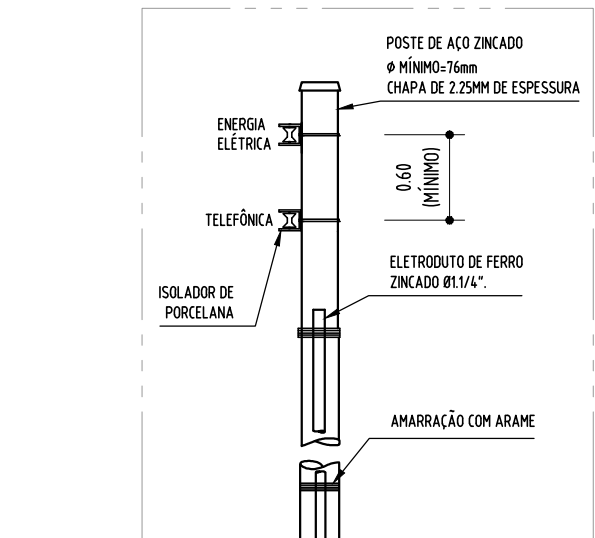 POSTE DE AÇO ZINCADO
Ø MÍNIMO=76mm
CHAPA DE 2.25MM DE ESPESSURA
ENERGIA
ELÉTRICA
0.60
(MÍNIMO)
TELEFÔNICA
ELETRODUTO DE FERRO
ZINCADO Ø1.1/4".
ISOLADOR DE
PORCELANA
AMARRAÇÃO COM ARAME